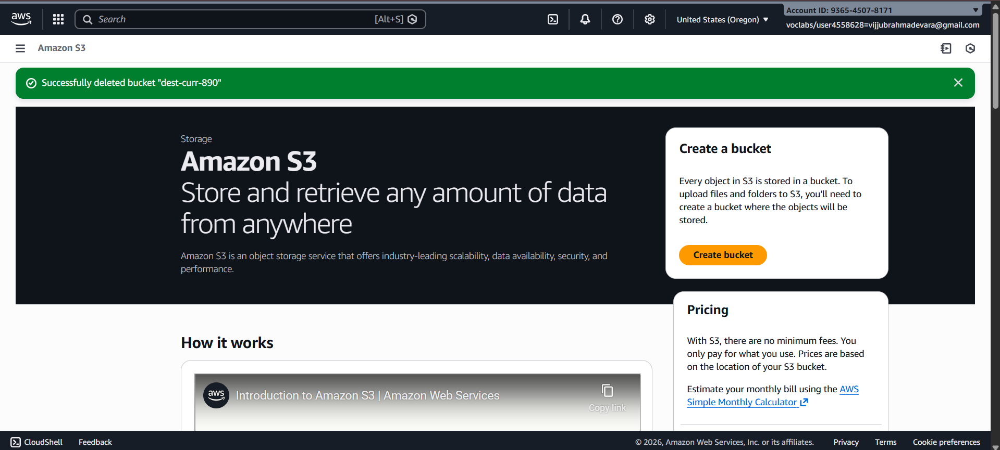 aws
Search
[Alt+S]
United States (Oregon)
Account ID: 9365-4507-8171
voclabs/user4558628=vijjubrahmadevara@gmail.com
Amazon S3
Successfully deleted bucket "dest-curr-890"
Storage
Amazon S3
Store and retrieve any amount of data
from anywhere
Amazon S3 is an object storage service that offers industry-leading scalability, data availability, security, and
performance.
Create a bucket
Every object in S3 is stored in a bucket. To
upload files and folders to S3, you'll need to
create a bucket where the objects will be
stored.
Create bucket
Pricing
With S3, there are no minimum fees. You
only pay for what you use. Prices are based
on the location of your S3 bucket.
Estimate your monthly bill using the AWS
Simple Monthly Calculator
How it works
aws
Introduction to Amazon S3 | Amazon Web Services
Copy link
CloudShell
Feedback
© 2026, Amazon Web Services, Inc. or its affiliates.
Privacy
Terms
Cookie preferences